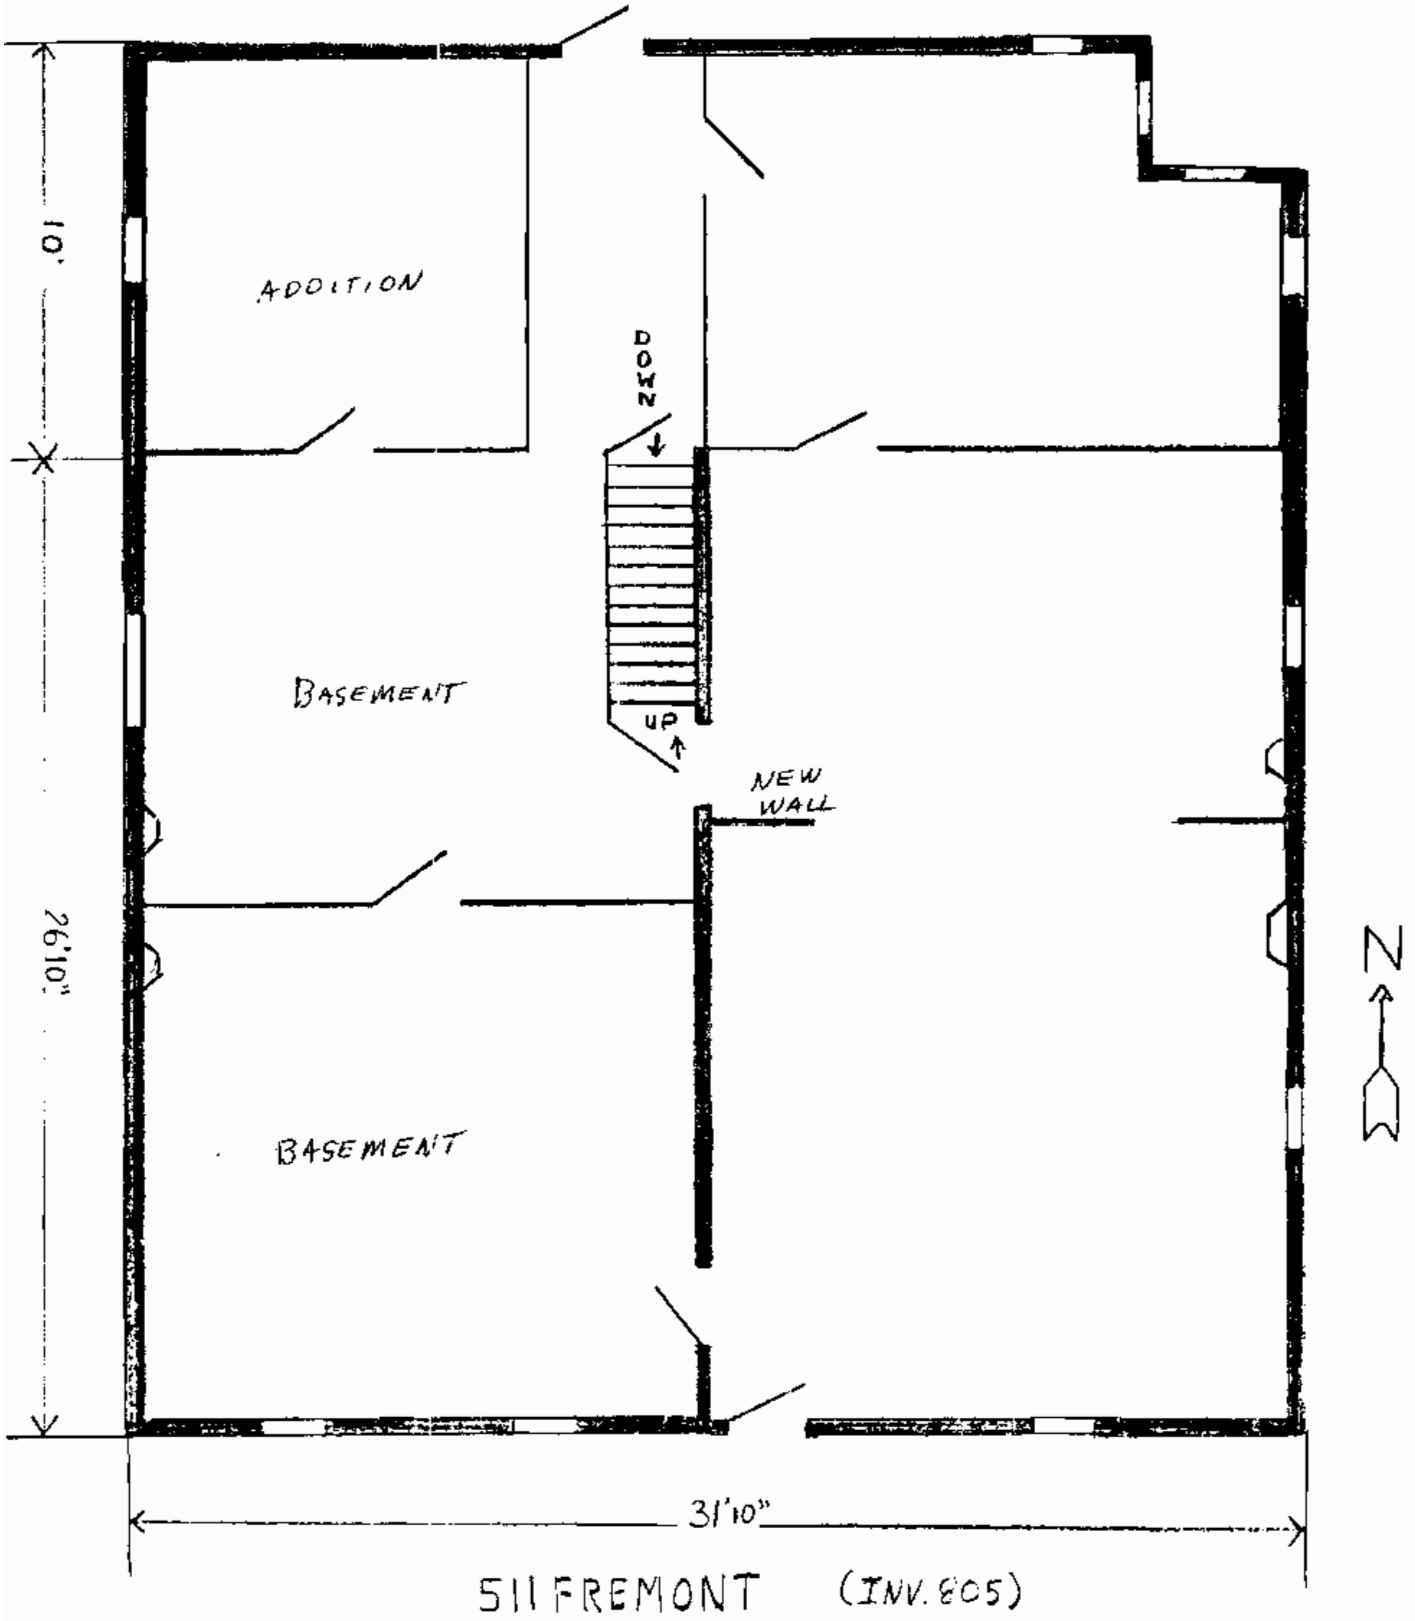 10'
ADDITION
DOWN
BASEMENT
UP
NEW
WALL
26'10"
N
BASEMENT
31'10"
511 FREMONT (INV. 805)